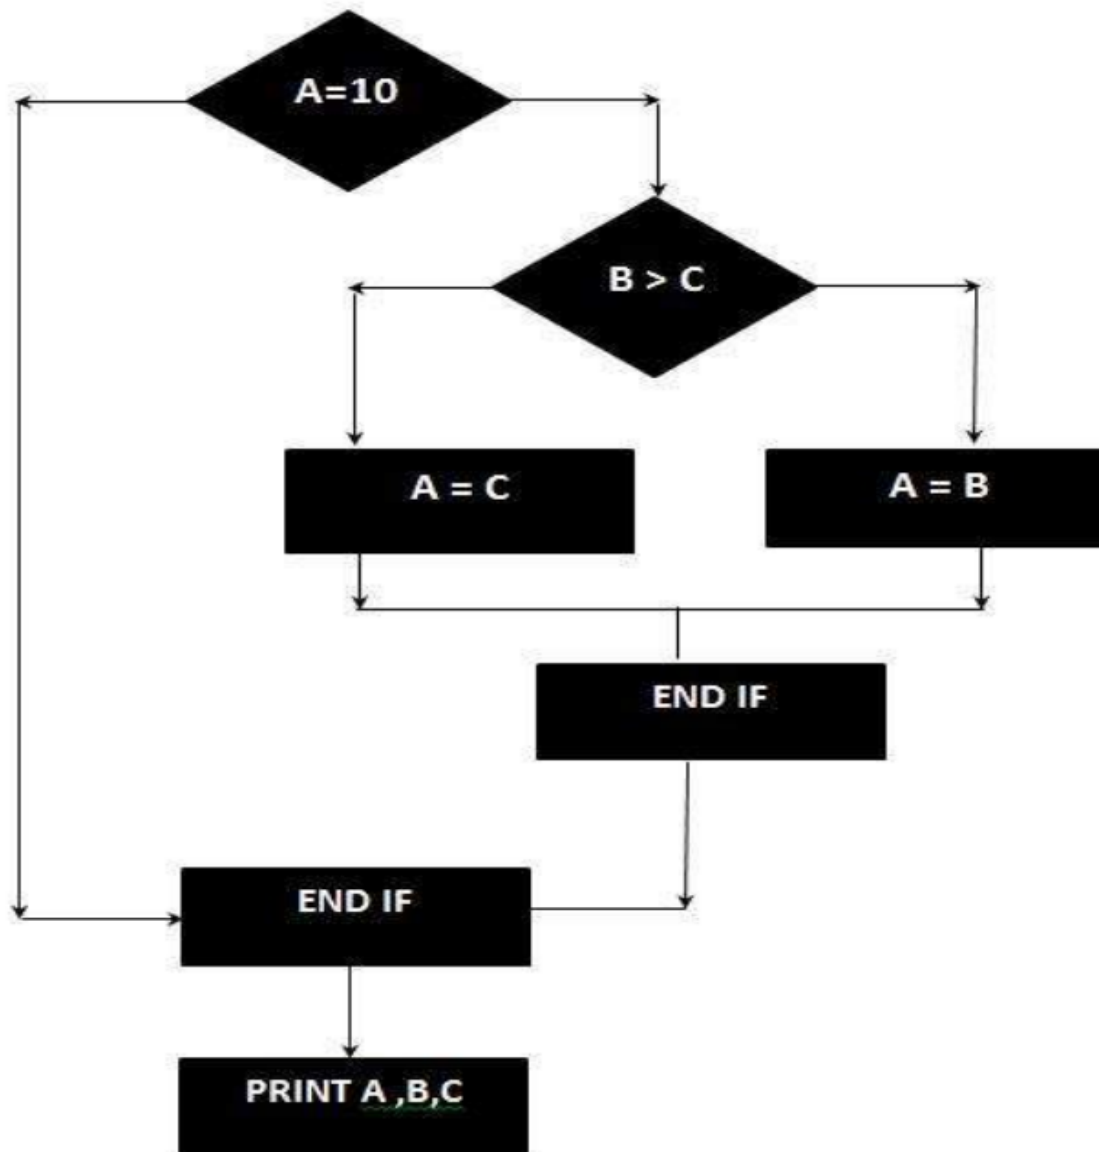 A=10
B > C
A = C
A = B
END IF
END IF
PRINT A ,B,C